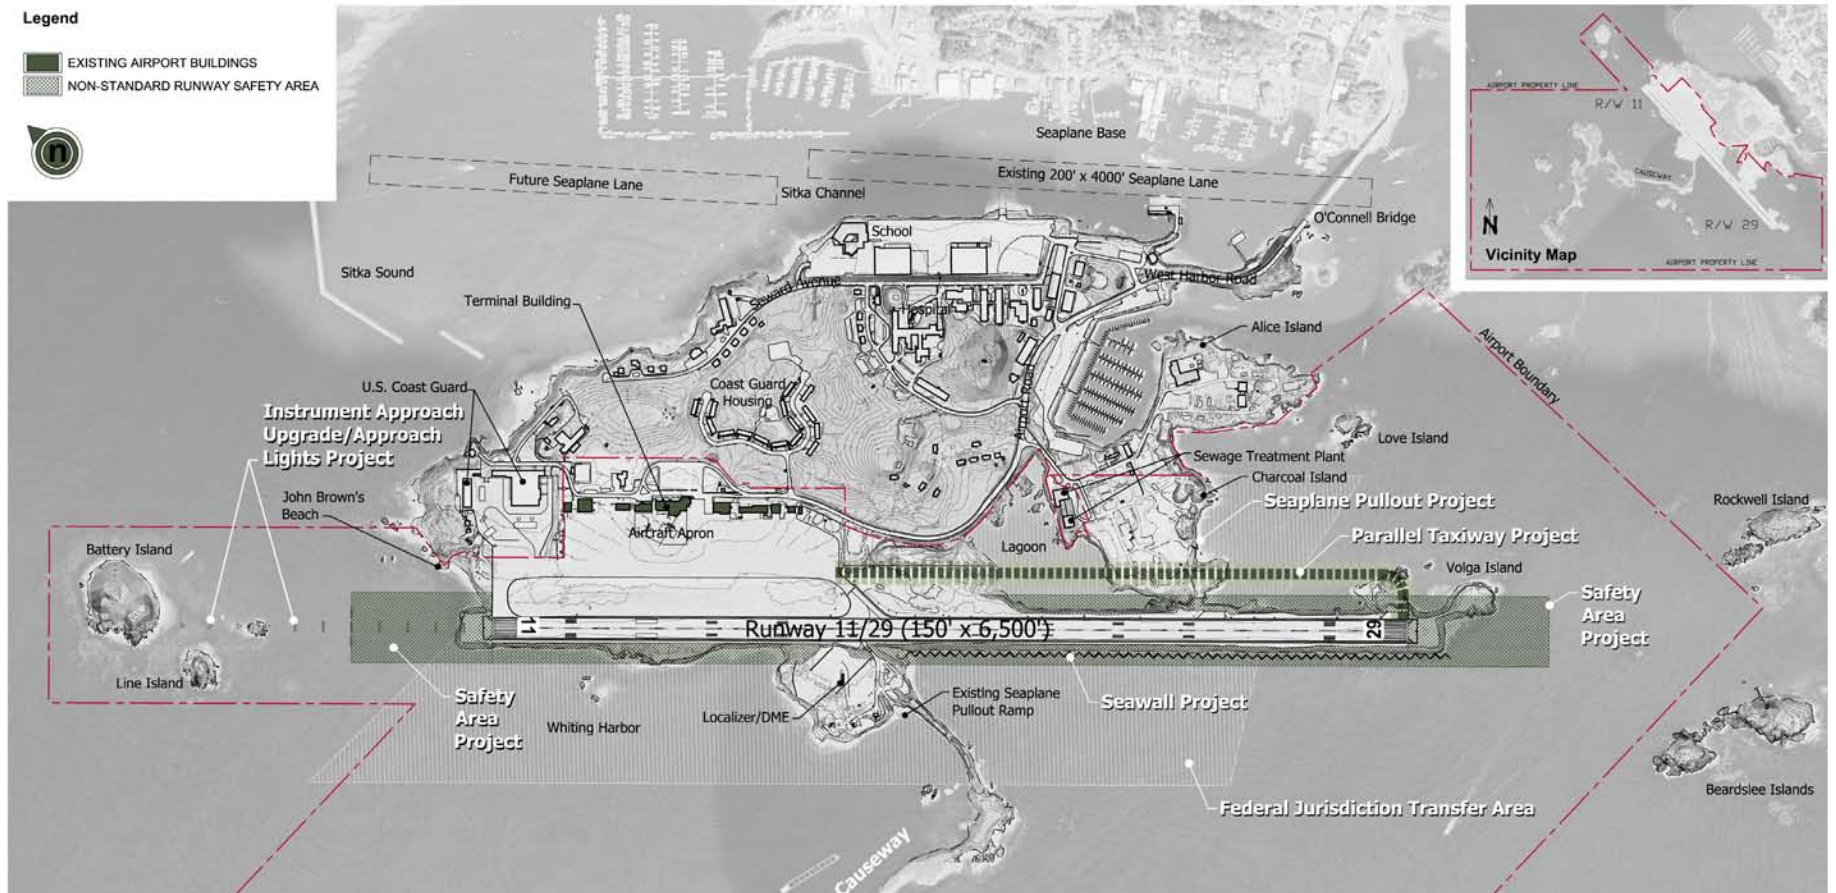 Legend
EXISTING AIRPORT BUILDINGS
NON-STANDARD RUNWAY SAFETY AREA
n
Seaplane Base
Future Seaplane Lane
Existing 200' x 4000' Seaplane Lane
Sitka Channel
O'Connell Bridge
School
Sitka Sound
Seward Avenue
West Harbor Road
Terminal Building
Hospital
Alice Island
Airport Boundary
U.S. Coast Guard
Coast Guard
Housing
Airport Road
Instrument Approach
Upgrade/Approach
Lights Project
Love Island
Sewage Treatment Plant
Charcoal Island
John Brown's
Beach
Seaplane Pullout Project
Rockwell Island
Aircraft Apron
Lagoon
Parallel Taxiway Project
Battery Island
Volga Island
Safety
Area
Project
11
Runway 11/29 (150' x 6,500')
29
Line Island
Safety
Area
Project
Whiting Harbor
Localizer/DME
Existing Seaplane
Pullout Ramp
Seawall Project
Beardslee Islands
Federal Jurisdiction Transfer Area
Causeway
AIRPORT PROPERTY LINE
R/W 11
CAUSEWAY
R/W 29
N
Vicinity Map
AIRPORT PROPERTY LINE